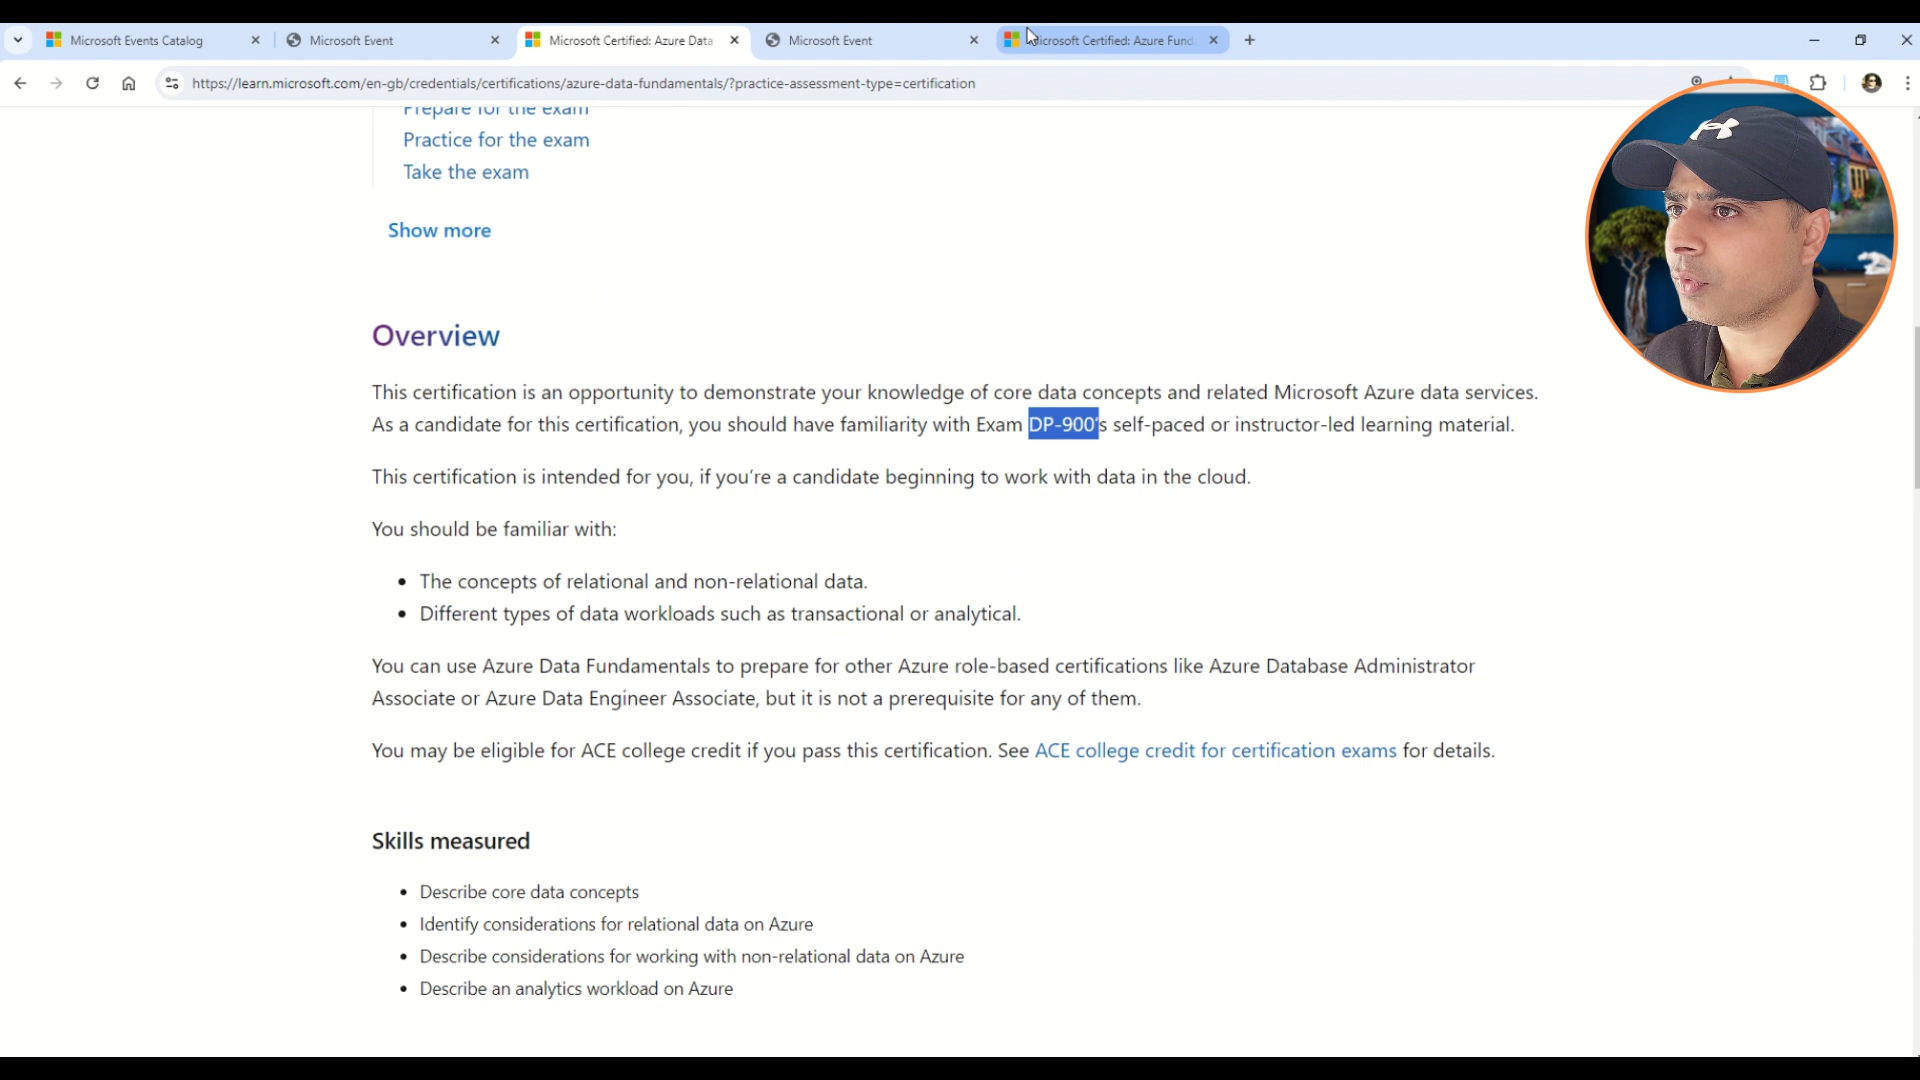 Microsoft Events Catalog
Microsoft Event
Microsoft Certified: Azure Data
Microsoft Event
icrosoft Certified: Azure Fund
https://learn.microsoft.com/en-gb/credentials/certifications/azure-data-fundamentals/?practice-assessment-type=certification
Prepare for the exam
Practice for the exam
Take the exam
Show more
Overview
This certification is an opportunity to demonstrate your knowledge of core data concepts and related Microsoft Azure data services.
As a candidate for this certification, you should have familiarity with Exam DP-900's self-paced or instructor-led learning material.
This certification is intended for you, if you're a candidate beginning to work with data in the cloud.
You should be familiar with:
• The concepts of relational and non-relational data.
• Different types of data workloads such as transactional or analytical.
You can use Azure Data Fundamentals to prepare for other Azure role-based certifications like Azure Database Administrator
Associate or Azure Data Engineer Associate, but it is not a prerequisite for any of them.
You may be eligible for ACE college credit if you pass this certification. See ACE college credit for certification exams for details.
Skills measured
• Describe core data concepts
• Identify considerations for relational data on Azure
• Describe considerations for working with non-relational data on Azure
• Describe an analytics workload on Azure